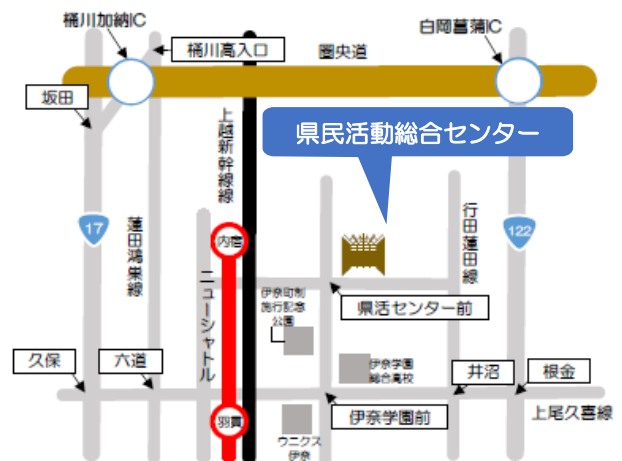 桶川加納IC
白岡菖蒲IC
桶川高入口
圏央道
坂田
上越新幹線線
県民活動総合センター
17
蓮田鴻巣線
内宿
行田蓮田線
122
ニューシャトル
伊奈町制
施行記念
公園
県活センター前
久保
六道
伊奈学園
総合高校
井沼
根金
羽貫
伊奈学園前
上尾久喜線
ウニクス
伊奈